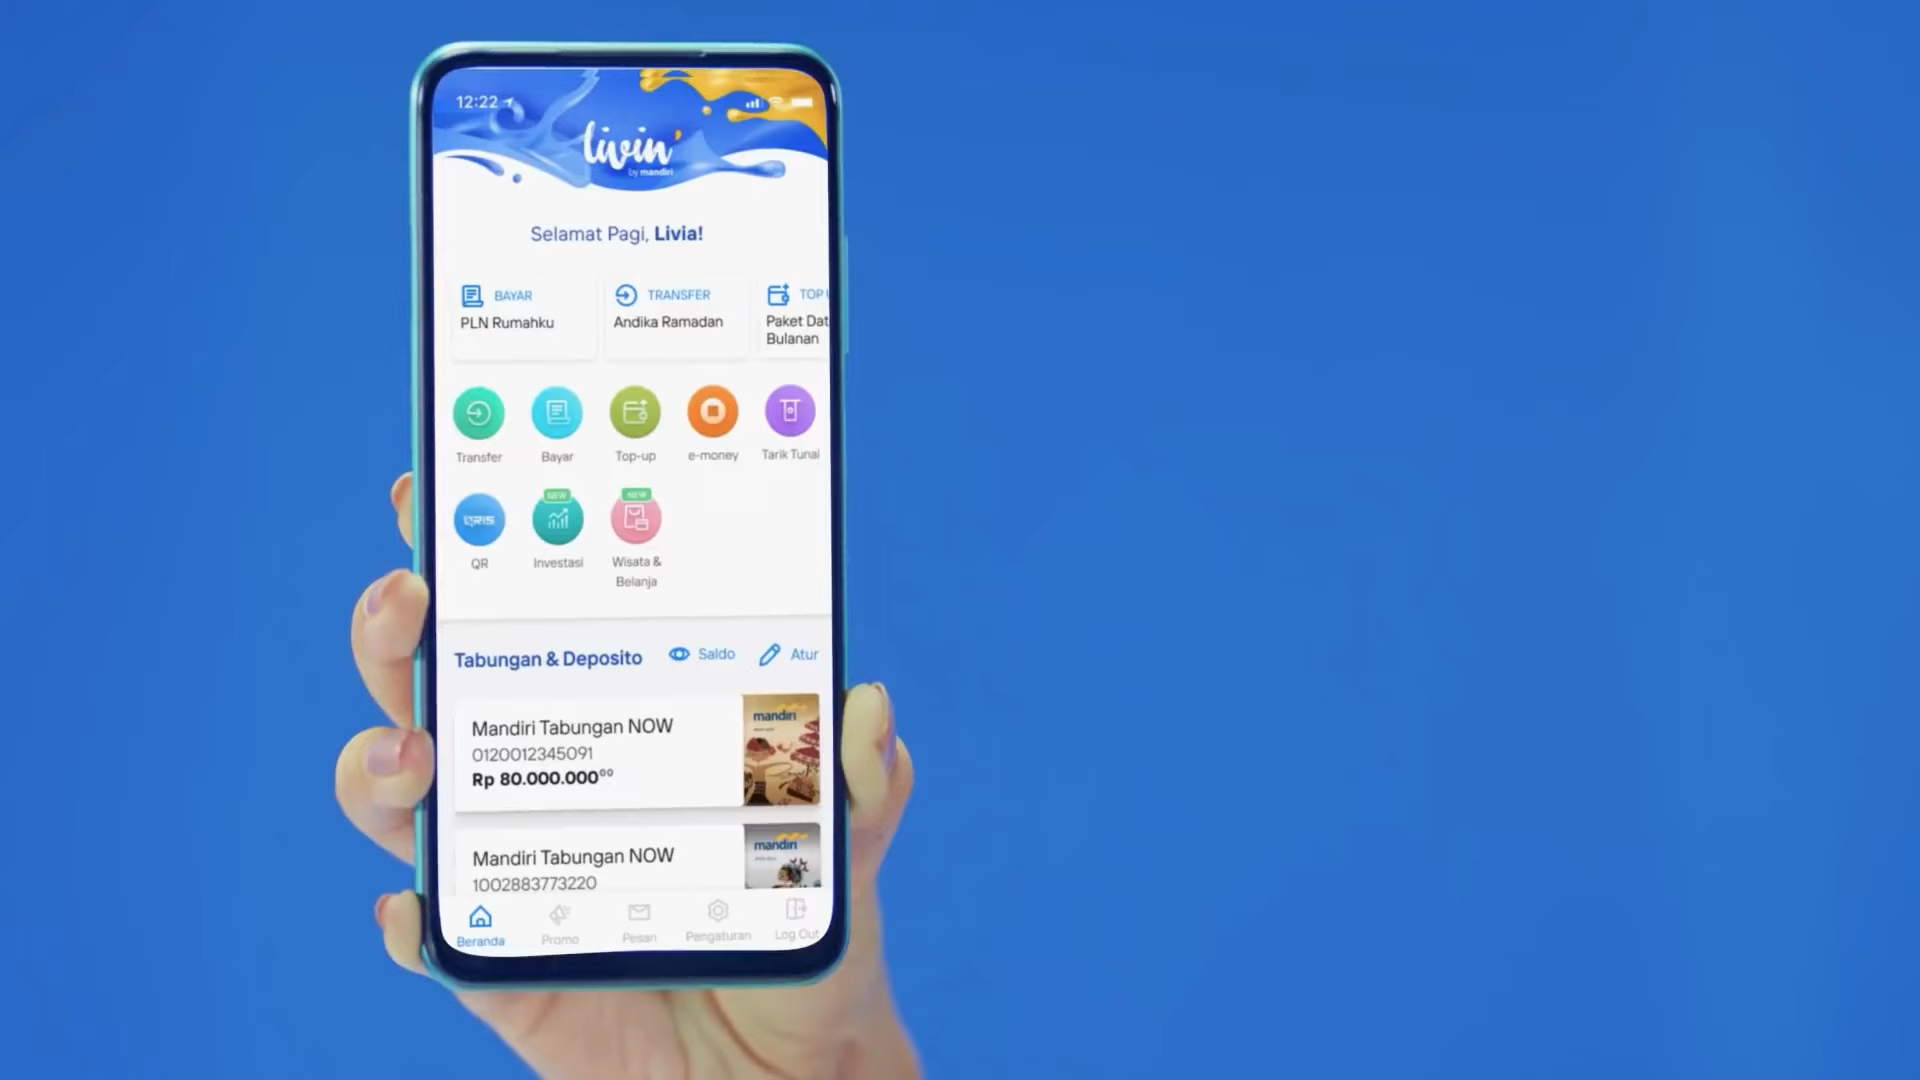 12:22
livin'
by mandiri
Selamat Pagi, Livia!
BAYAR
PLN Rumahku
TRANSFER
Andika Ramadan
TOP U
Paket Dat
Bulanan
Transfer
Bayar
Top-up
e-money
Tarik Tunai
QRIS
NEW
NEW
QR
Investasi
Wisata &
Belanja
Tabungan & Deposito
Saldo
Atur
Mandiri Tabungan NOW
0120012345091
Rp 80.000.000⁰⁰
mandiri
Mandiri Tabungan NOW
1002883773220
mandiri
Beranda
Promo
Pesan
Pengaturan
Log Out